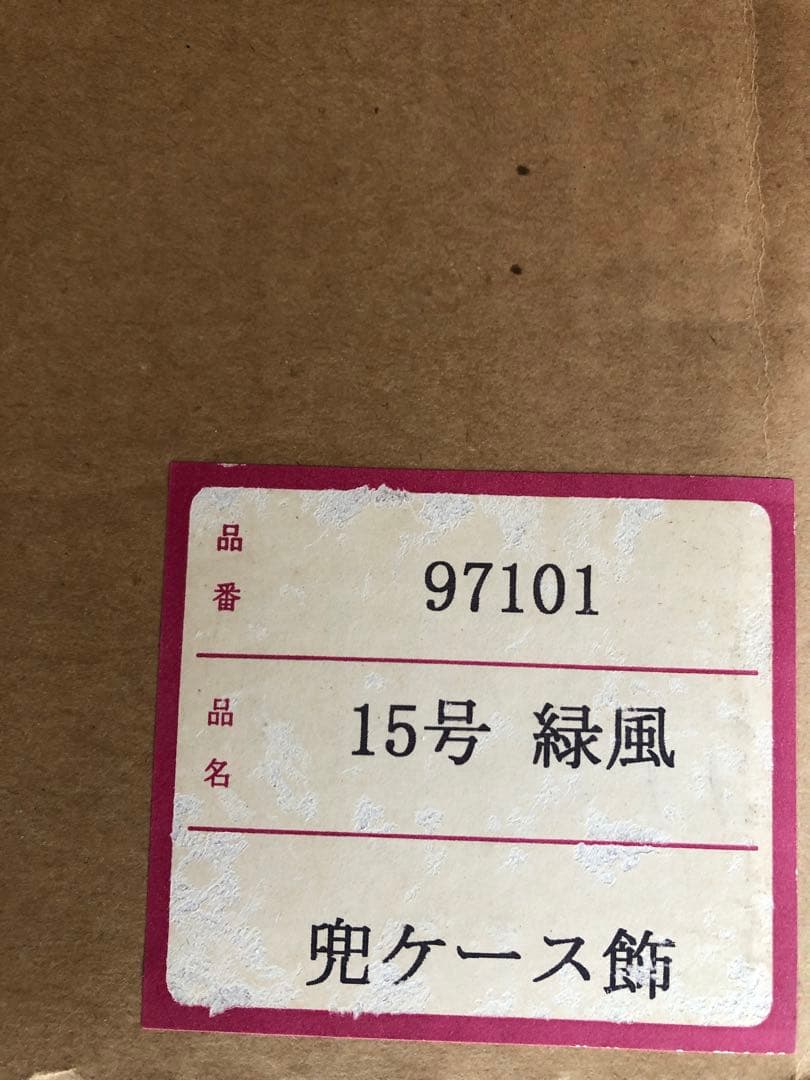 品番 97101
品名 15号 緑風
兜ケース飾